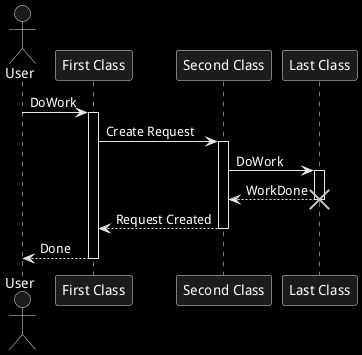 User
First Class
Second Class
Last Class
DoWork
Create Request
DoWork
WorkDone
Request Created
Done
User
First Class
Second Class
Last Class